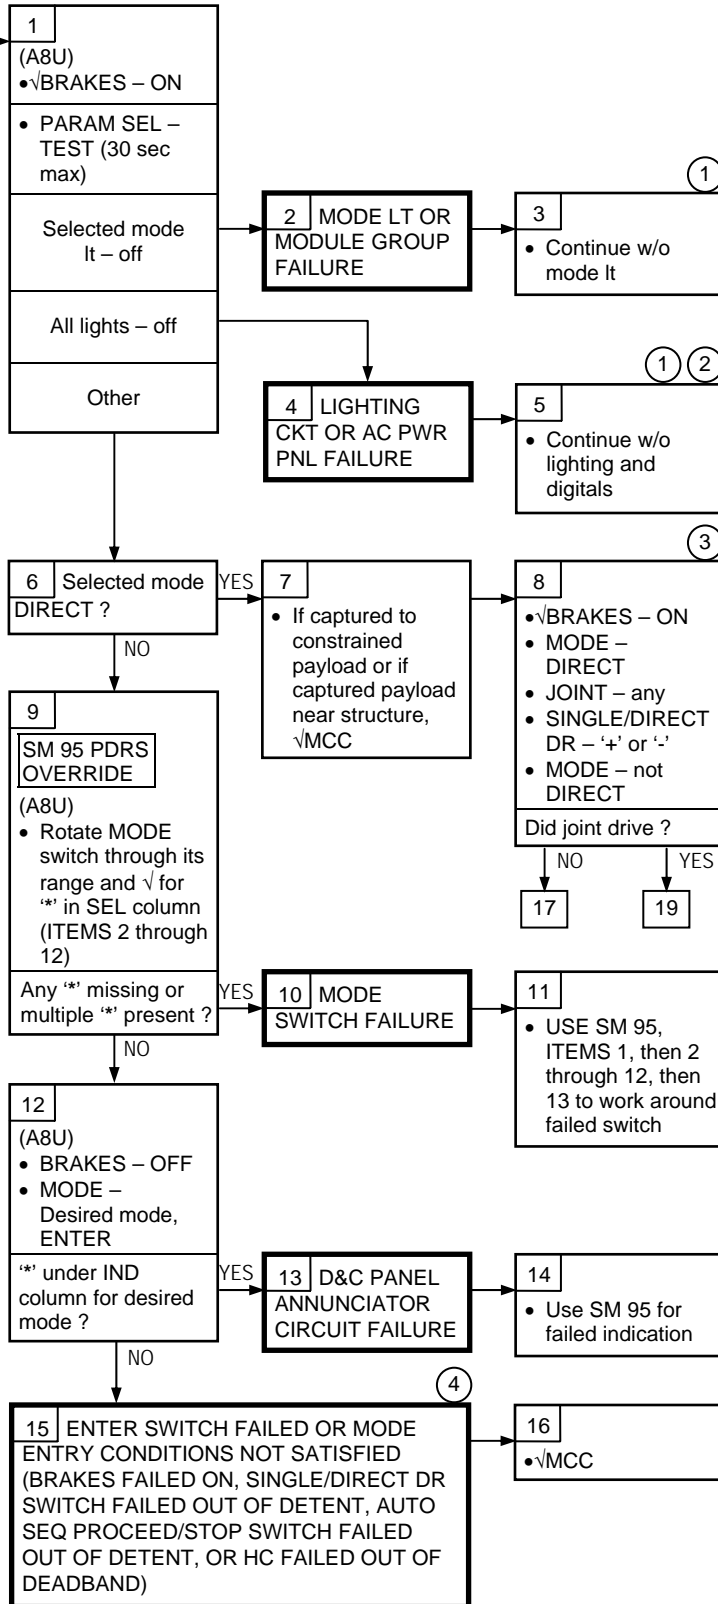 1
(A8U)
•√BRAKES – ON
• PARAM SEL –
TEST (30 sec
max)
Selected mode
lt – off
All lights – off
Other
2 MODE LT OR
MODULE GROUP
FAILURE
1
3
• Continue w/o
mode lt
4 LIGHTING
CKT OR AC PWR
PNL FAILURE
1 2
5
• Continue w/o
lighting and
digitals
6 Selected mode
DIRECT ?
YES
NO
7
• If captured to
constrained
payload or if
captured payload
near structure,
√MCC
3
8
•√BRAKES – ON
• MODE –
DIRECT
• JOINT – any
• SINGLE/DIRECT
DR – ‘+’ or ‘-’
• MODE – not
DIRECT
Did joint drive ?
NO YES
17 19
9
SM 95 PDRS
OVERRIDE
(A8U)
• Rotate MODE
switch through its
range and √ for
‘*’ in SEL column
(ITEMS 2 through
12)
Any ‘*’ missing or
multiple ‘*’ present ?
YES
NO
10 MODE
SWITCH FAILURE
11
• USE SM 95,
ITEMS 1, then 2
through 12, then
13 to work around
failed switch
12
(A8U)
• BRAKES – OFF
• MODE –
Desired mode,
ENTER
‘*’ under IND
column for desired
mode ?
YES
NO
13 D&C PANEL
ANNUNCIATOR
CIRCUIT FAILURE
14
• Use SM 95 for
failed indication
4
15 ENTER SWITCH FAILED OR MODE
ENTRY CONDITIONS NOT SATISFIED
(BRAKES FAILED ON, SINGLE/DIRECT DR
SWITCH FAILED OUT OF DETENT, AUTO
SEQ PROCEED/STOP SWITCH FAILED
OUT OF DETENT, OR HC FAILED OUT OF
DEADBAND)
16
•√MCC